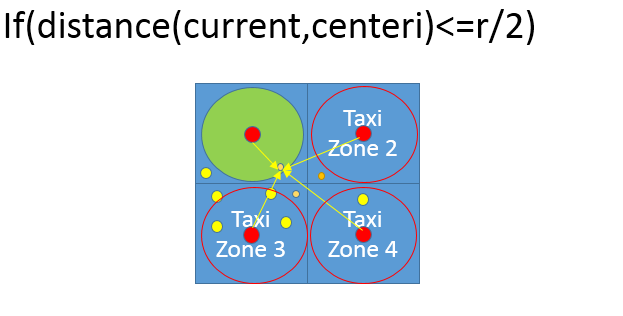 If(distance(current,centeri)<=r/2)
Taxi
Zone 2
Taxi
Zone 3
Taxi
Zone 4